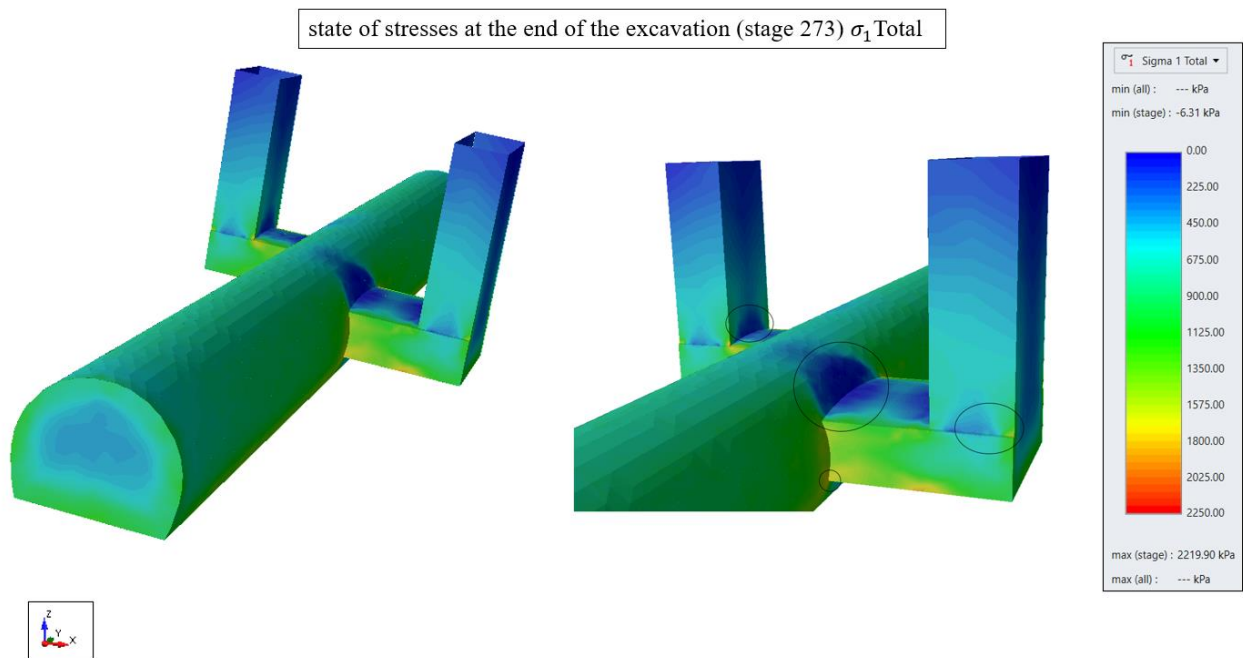 state of stresses at the end of the excavation (stage 273) 𝜎₁Total
σ1 Sigma 1 Total
min (all) : --- kPa
min (stage) : -6.31 kPa
0.00
225.00
450.00
675.00
900.00
1125.00
1350.00
1575.00
1800.00
2025.00
2250.00
max (stage) : 2219.90 kPa
max (all) : --- kPa
Z
Y
X